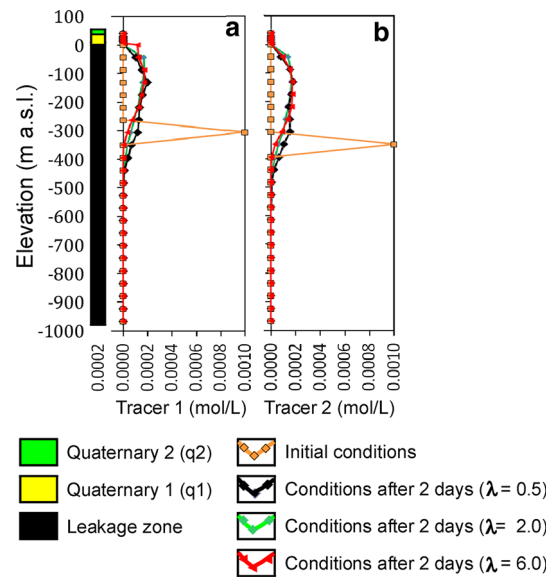 a
b
Elevation (m a.s.l.)
100
0
-100
-200
-300
-400
-500
-600
-700
-800
-900
-1000
0.0002 0.0000 0.0002 0.0004 0.0006 0.0008 0.0010
0.0000 0.0002 0.0004 0.0006 0.0008 0.0010
Tracer 1 (mol/L) Tracer 2 (mol/L)
Quaternary 2 (q2)
Quaternary 1 (q1)
Leakage zone
Initial conditions
Conditions after 2 days (λ = 0.5)
Conditions after 2 days (λ= 2.0)
Conditions after 2 days (λ = 6.0)